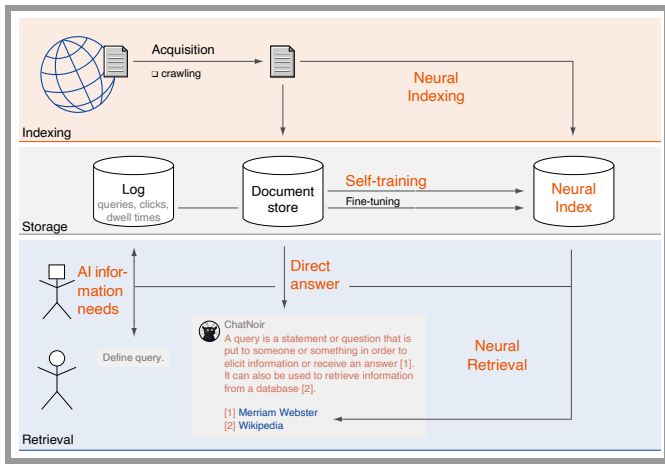 Acquisition
❑ crawling
Neural
Indexing
Indexing
Log
queries, clicks,
dwell times
Document
store
Self-training
Fine-tuning
Neural
Index
Storage
AI infor-
mation
needs
Direct
answer
Define query.
ChatNoir
A query is a statement or question that is
put to someone or something in order to
elicit information or receive an answer [1].
It can also be used to retrieve information
from a database [2].
[1] Merriam Webster
[2] Wikipedia
Neural
Retrieval
Retrieval